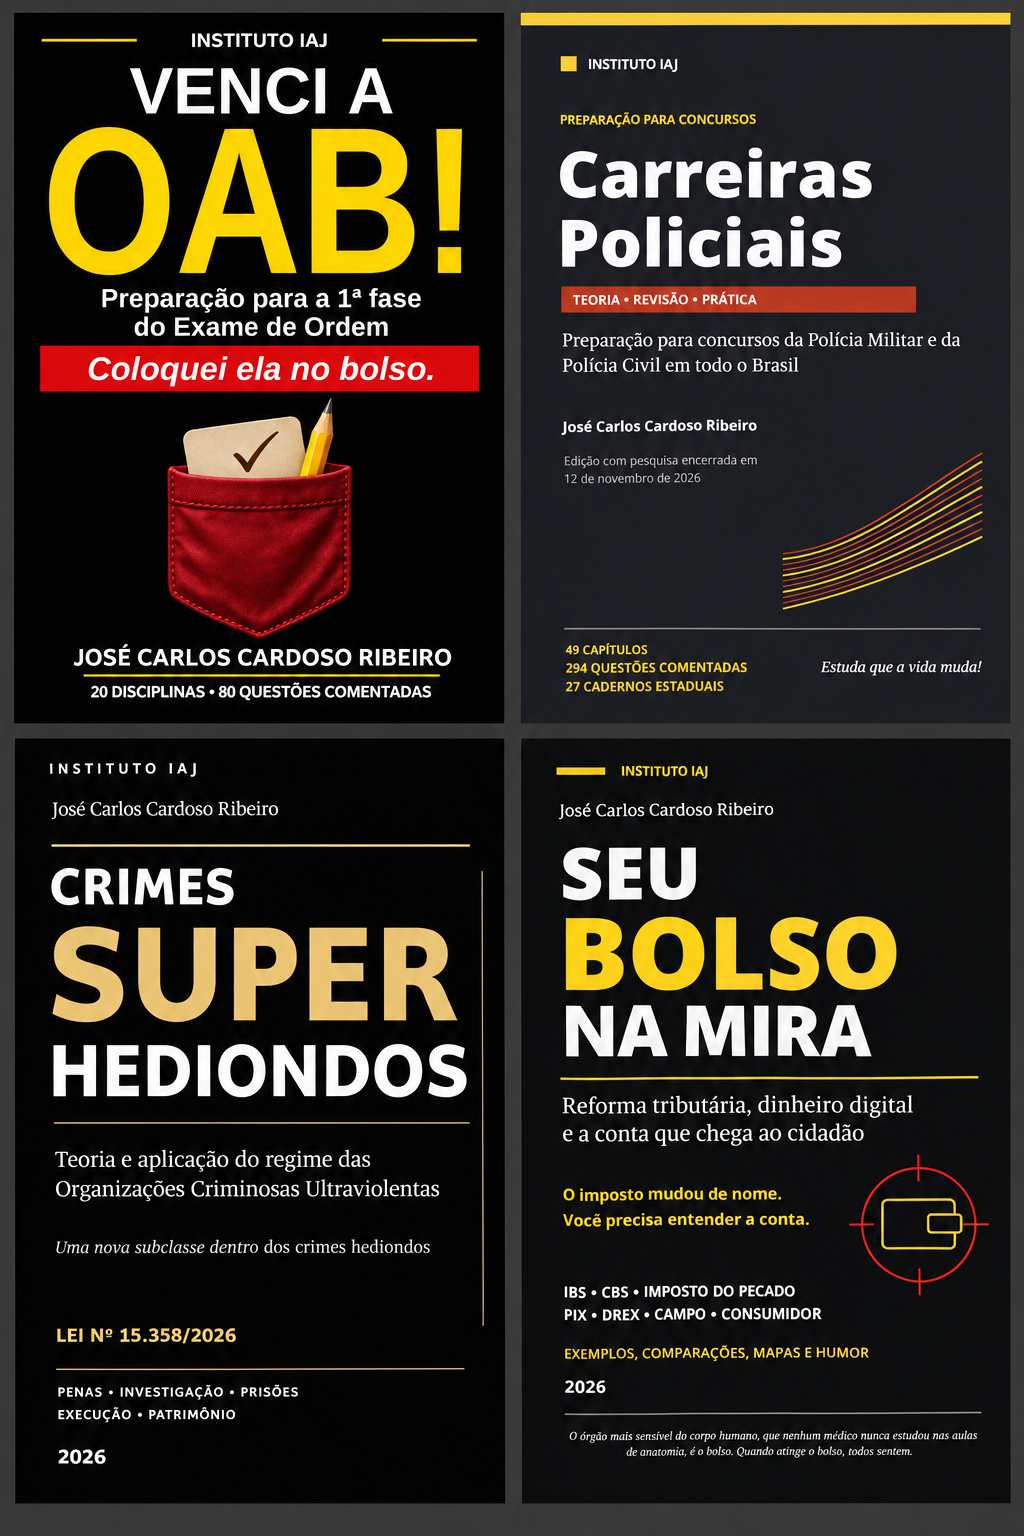 INSTITUTO IAJ
VENCI A
OAB!
Preparação para a 1ª fase
do Exame de Ordem
Coloquei ela no bolso.
JOSÉ CARLOS CARDOSO RIBEIRO
20 DISCIPLINAS • 80 QUESTÕES COMENTADAS
INSTITUTO IAJ
PREPARAÇÃO PARA CONCURSOS
Carreiras
Policiais
TEORIA • REVISÃO • PRÁTICA
Preparação para concursos da Polícia Militar e da
Polícia Civil em todo o Brasil
José Carlos Cardoso Ribeiro
Edição com pesquisa encerrada em
12 de novembro de 2026
49 CAPÍTULOS
294 QUESTÕES COMENTADAS
27 CADERNOS ESTADUAIS
Estuda que a vida muda!
INSTITUTO IAJ
José Carlos Cardoso Ribeiro
CRIMES
SUPER
HEDIONDOS
Teoria e aplicação do regime das
Organizações Criminosas Ultraviolentas
Uma nova subclasse dentro dos crimes hediondos
LEI Nº 15.358/2026
PENAS • INVESTIGAÇÃO • PRISÕES
EXECUÇÃO • PATRIMÔNIO
2026
INSTITUTO IAJ
José Carlos Cardoso Ribeiro
SEU
BOLSO
NA MIRA
Reforma tributária, dinheiro digital
e a conta que chega ao cidadão
O imposto mudou de nome.
Você precisa entender a conta.
IBS • CBS • IMPOSTO DO PECADO
PIX • DREX • CAMPO • CONSUMIDOR
EXEMPLOS, COMPARAÇÕES, MAPAS E HUMOR
2026
O órgão mais sensível do corpo humano, que nenhum médico nunca estudou nas aulas
de anatomia, é o bolso. Quando atinge o bolso, todos sentem.